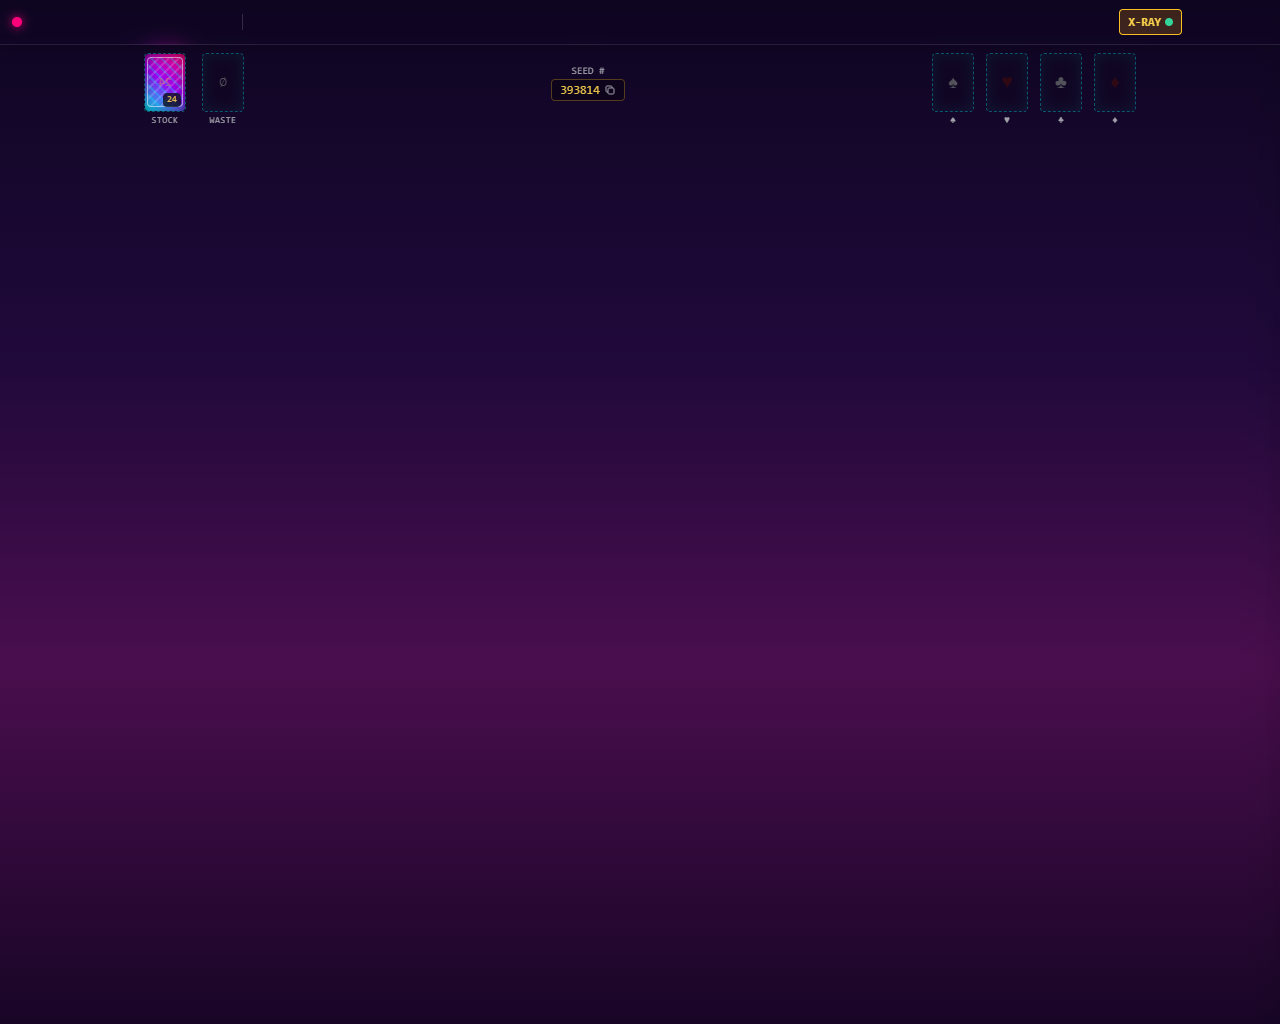 X-RAY
24
Ø
STOCK
WASTE
SEED #
393814
♠ ♥ ♣ ♦
♠ ♥ ♣ ♦